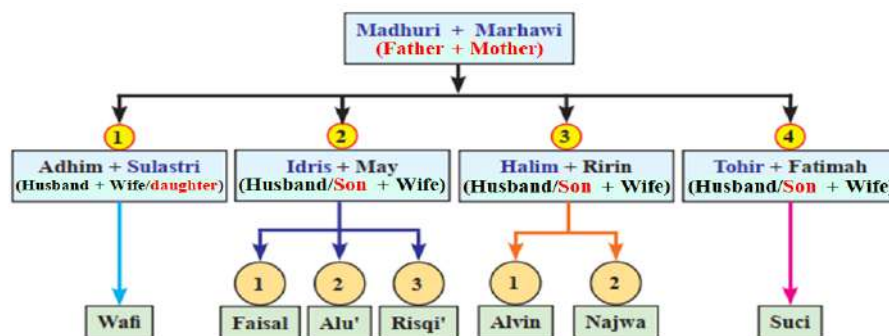 Madhuri + Marhawi
(Father + Mother)
1
2
3
4
Adhim + Sulastri
(Husband + Wife/daughter)
Idris + May
(Husband/Son + Wife)
Halim + Ririn
(Husband/Son + Wife)
Tohir + Fatimah
(Husband/Son + Wife)
1
2
3
1
2
Wafi
Faisal
Alu'
Risqi'
Alvin
Najwa
Suci